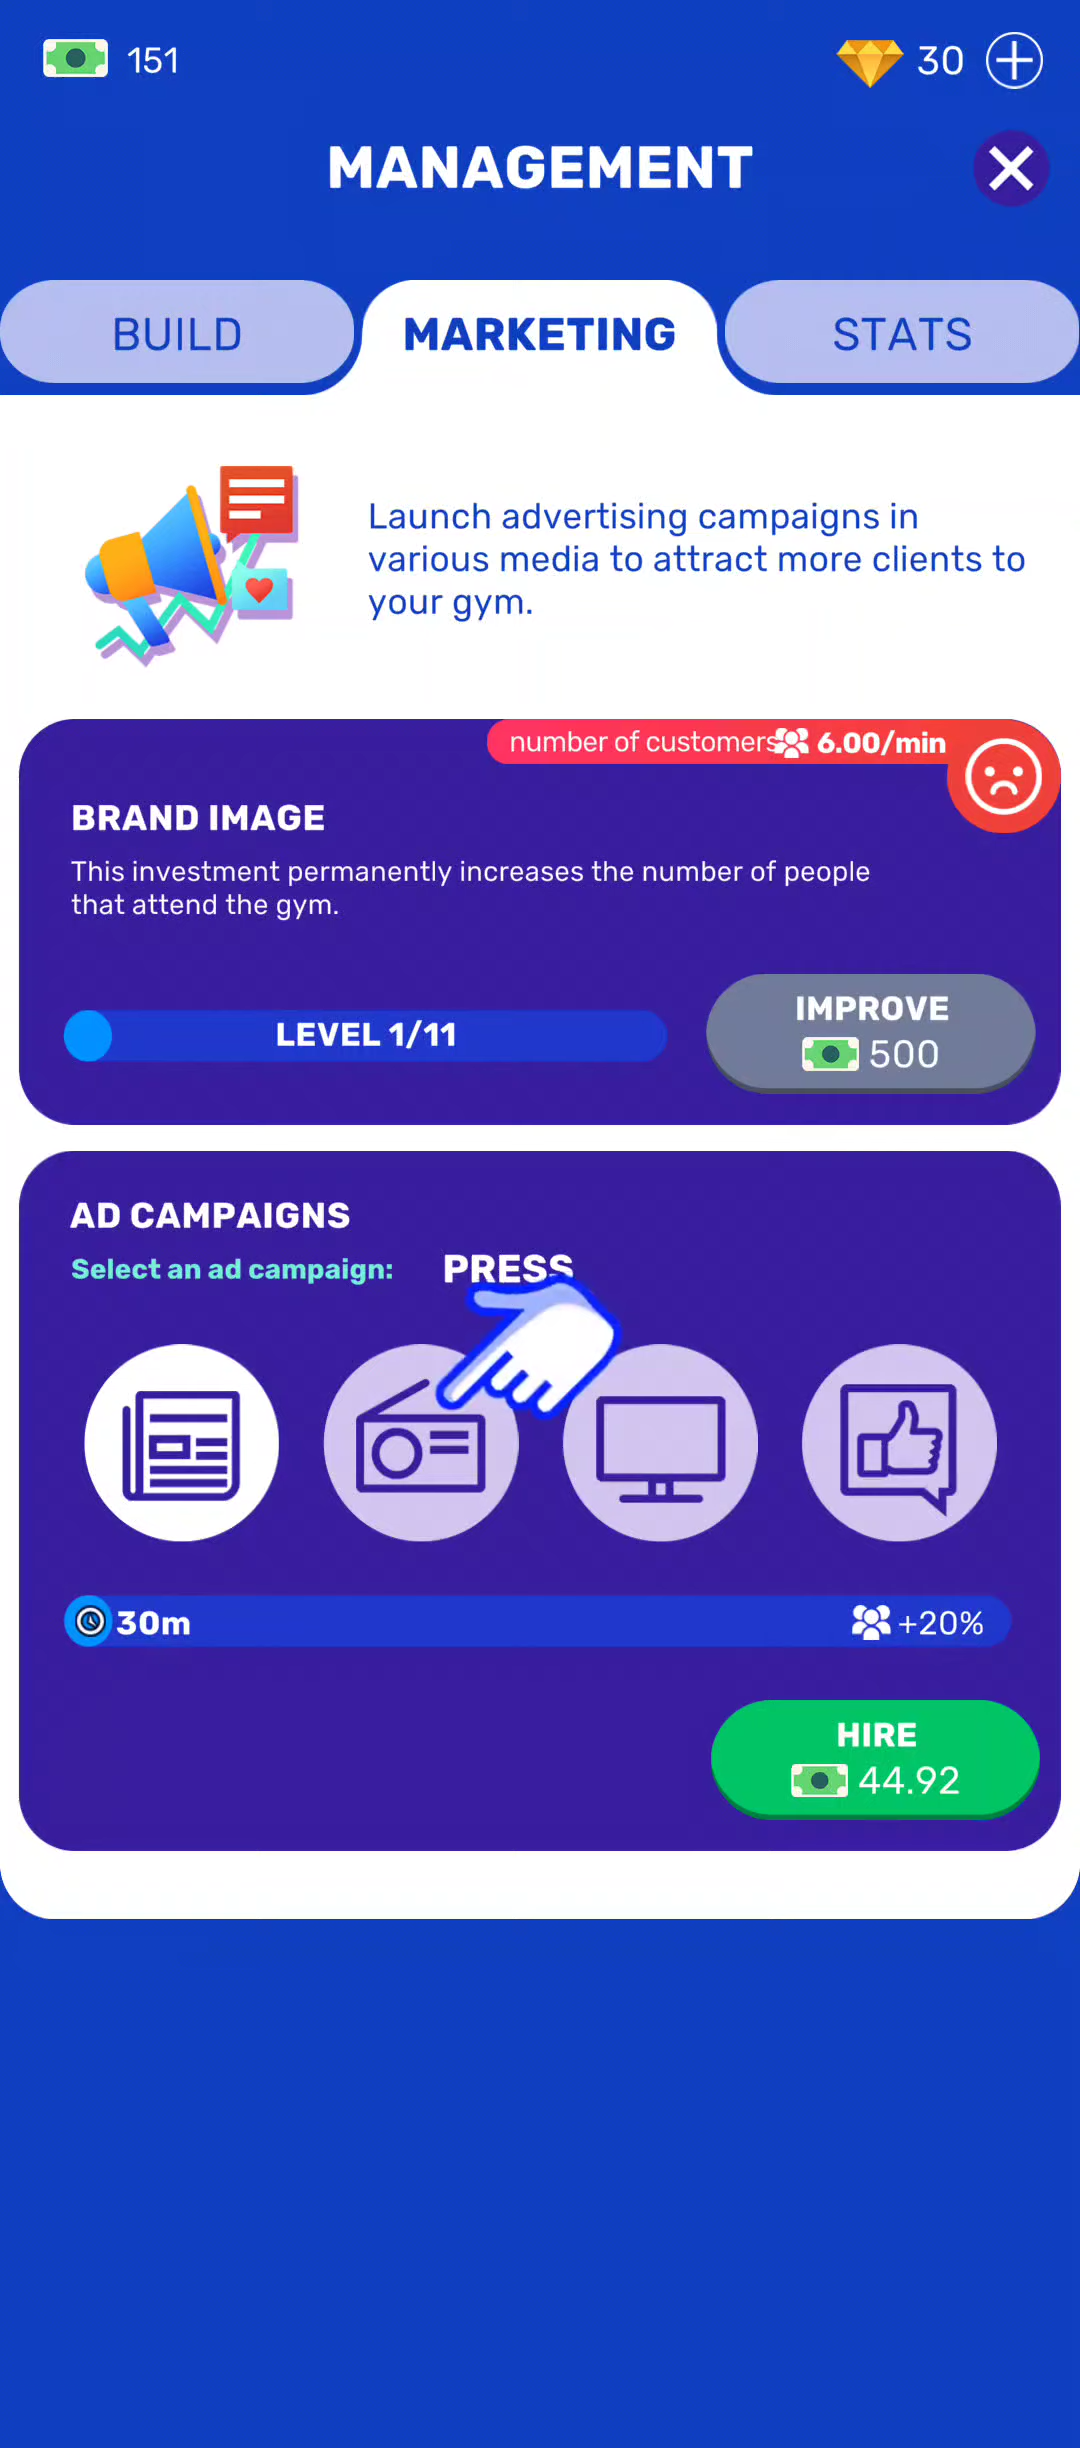 151
30
MANAGEMENT
BUILD
MARKETING
STATS
Launch advertising campaigns in
various media to attract more clients to
your gym.
number of customers 6.00/min
BRAND IMAGE
This investment permanently increases the number of people
that attend the gym.
LEVEL 1/11
IMPROVE
500
AD CAMPAIGNS
Select an ad campaign: PRESS
30m +20%
HIRE
44.92